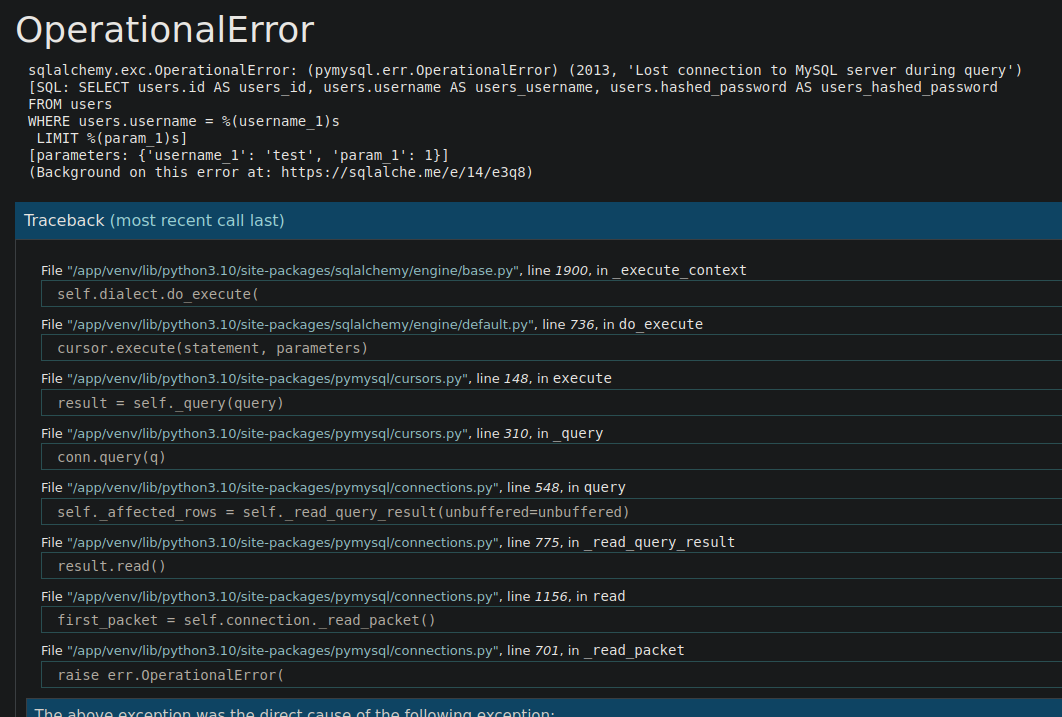 OperationalError
sqlalchemy.exc.OperationalError: (pymysql.err.OperationalError) (2013, 'Lost connection to MySQL server during query')
[SQL: SELECT users.id AS users_id, users.username AS users_username, users.hashed_password AS users_hashed_password
FROM users
WHERE users.username = %(username_1)s
 LIMIT %(param_1)s]
[parameters: {'username_1': 'test', 'param_1': 1}]
(Background on this error at: https://sqlalche.me/e/14/e3q8)
Traceback (most recent call last)
File "/app/venv/lib/python3.10/site-packages/sqlalchemy/engine/base.py", line 1900, in _execute_context
self.dialect.do_execute(
File "/app/venv/lib/python3.10/site-packages/sqlalchemy/engine/default.py", line 736, in do_execute
cursor.execute(statement, parameters)
File "/app/venv/lib/python3.10/site-packages/pymysql/cursors.py", line 148, in execute
result = self._query(query)
File "/app/venv/lib/python3.10/site-packages/pymysql/cursors.py", line 310, in _query
conn.query(q)
File "/app/venv/lib/python3.10/site-packages/pymysql/connections.py", line 548, in query
self._affected_rows = self._read_query_result(unbuffered=unbuffered)
File "/app/venv/lib/python3.10/site-packages/pymysql/connections.py", line 775, in _read_query_result
result.read()
File "/app/venv/lib/python3.10/site-packages/pymysql/connections.py", line 1156, in read
first_packet = self.connection._read_packet()
File "/app/venv/lib/python3.10/site-packages/pymysql/connections.py", line 701, in _read_packet
raise err.OperationalError(
The above exception was the direct cause of the following exception: